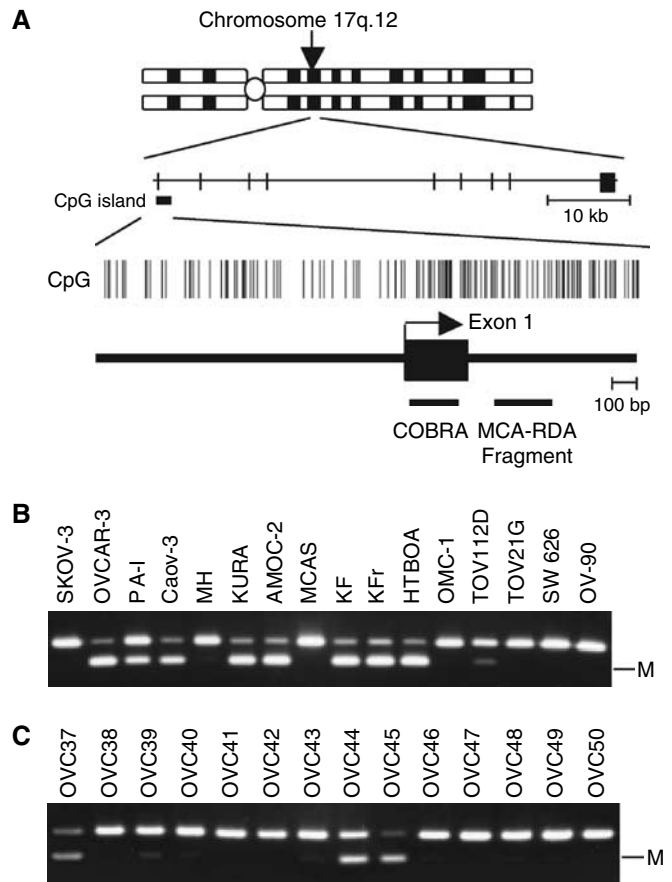 A
Chromosome 17q.12
CpG island
10 kb
CpG
Exon 1
100 bp
COBRA
MCA-RDA
Fragment
B
SKOV-3
OVCAR-3
PA-I
Caov-3
MH
KURA
AMOC-2
MCAS
KF
KFr
HTBOA
OMC-1
TOV112D
TOV21G
SW 626
OV-90
M
C
OVC37
OVC38
OVC39
OVC40
OVC41
OVC42
OVC43
OVC44
OVC45
OVC46
OVC47
OVC48
OVC49
OVC50
M